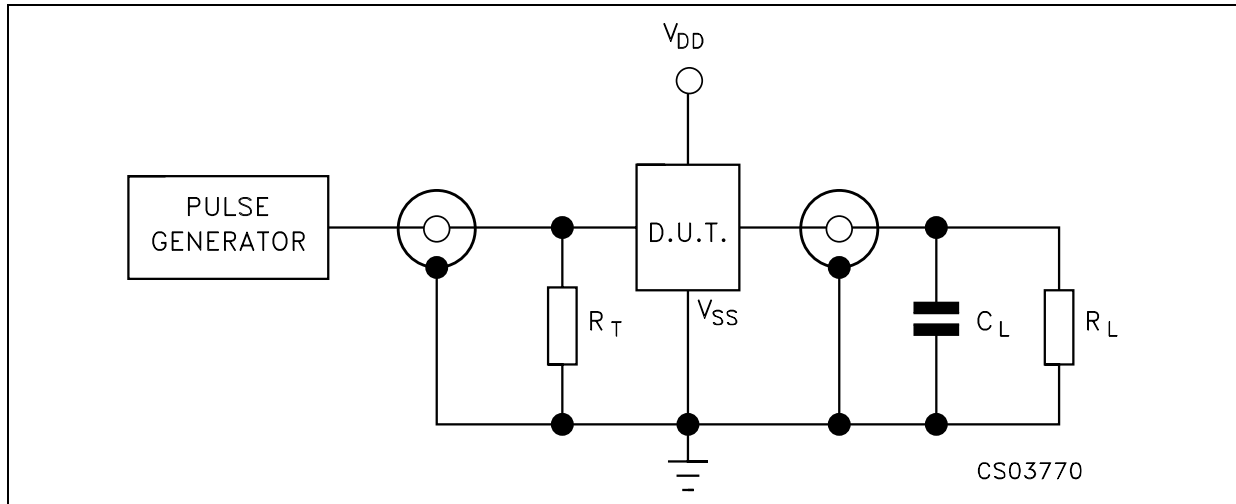 VDD
PULSE
GENERATOR
D.U.T.
RT
VSS
CL
RL
CS03770